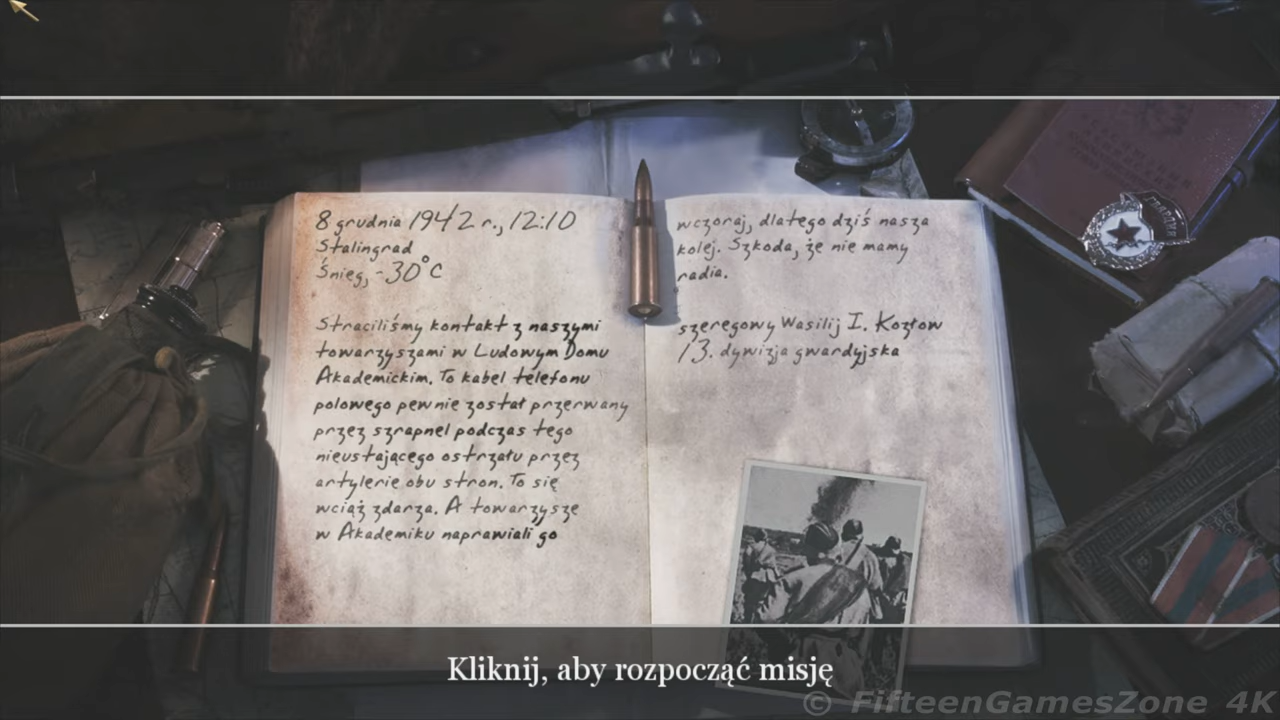 8 grudnia 1942 r., 12:10
Stalingrad
Śnieg, -30°C
Straciliśmy kontakt z naszymi
towarzyszami w Ludowym Domu
Akademickim. To kabel telefonu
polowego pewnie został przerwany
przez szrapnel podczas tego
nieustającego ostrzału przez
artylerie obu stron. To się
wciąż zdarza. A towarzysze
w Akademiku naprawiali go
wczoraj, dlatego dziś nasza
kolej. Szkoda, że nie mamy
radia.
szeregowy Wasilij I. Kozłow
13. dywizja gwardyjska
Kliknij, aby rozpocząć misję
© FifteenGamesZone 4K